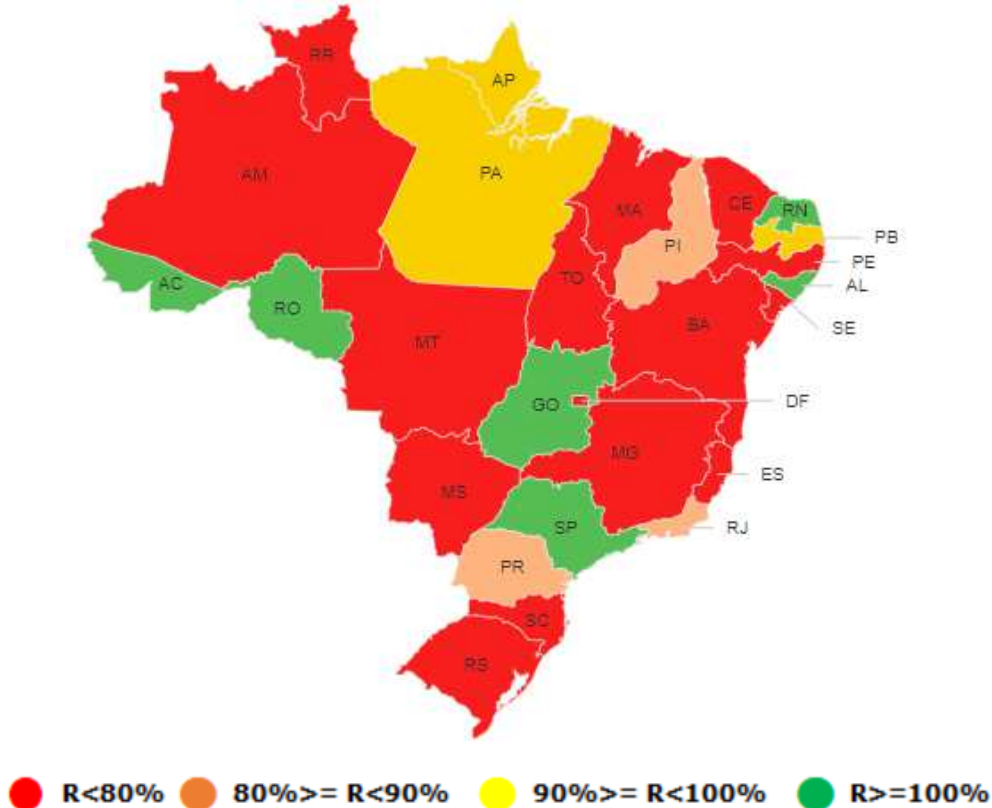 RR
AP
AM
PA
MA
CE
RN
PB
PI
PE
AC
TO
AL
RO
SE
BA
MT
GO
DF
MG
ES
MS
SP
RJ
PR
SC
RS
R<80% 80%>= R<90% 90%>= R<100% R>=100%